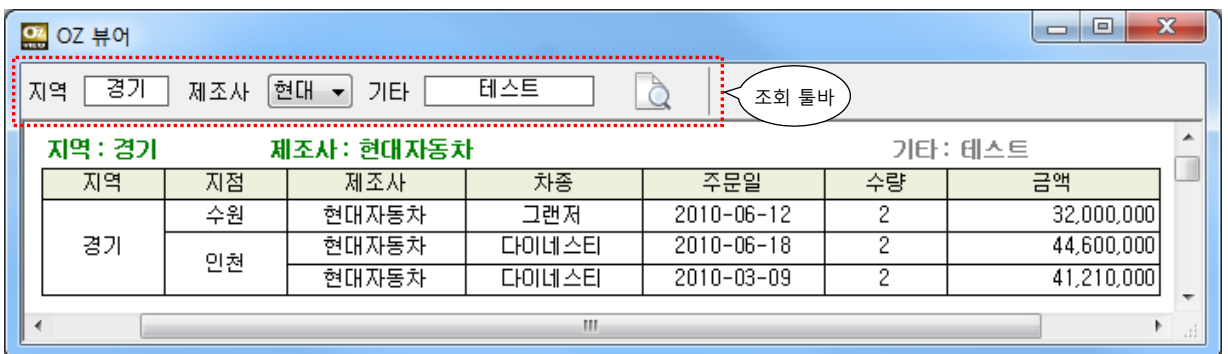 OZ VIEW OZ 뷰어
지역 경기 제조사 현대 기타 테스트 조회 툴바
지역 : 경기 제조사 : 현대자동차 기타 : 테스트
지역 지점 제조사 차종 주문일 수량 금액
경기 수원 현대자동차 그랜저 2010-06-12 2 32,000,000
인천 현대자동차 다이네스티 2010-06-18 2 44,600,000
현대자동차 다이네스티 2010-03-09 2 41,210,000